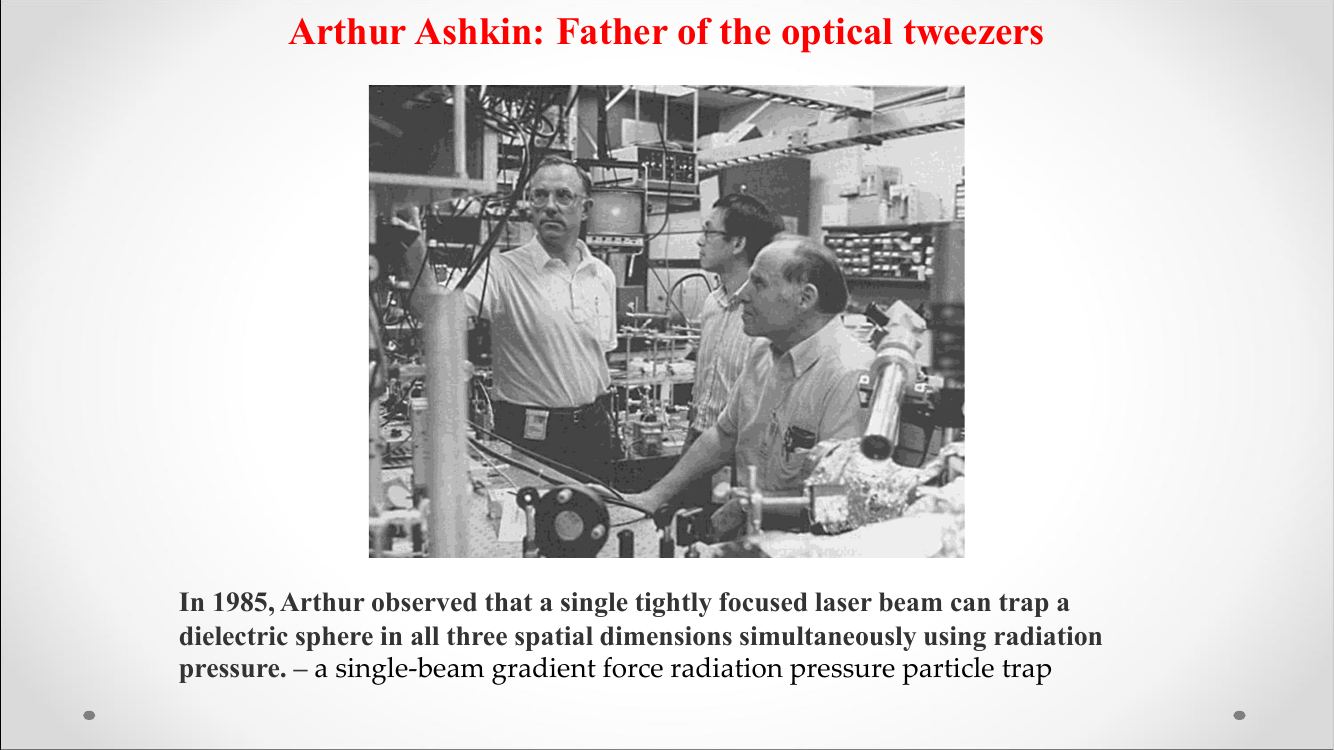 Arthur Ashkin: Father of the optical tweezers
In 1985, Arthur observed that a single tightly focused laser beam can trap a
dielectric sphere in all three spatial dimensions simultaneously using radiation
pressure. – a single-beam gradient force radiation pressure particle trap